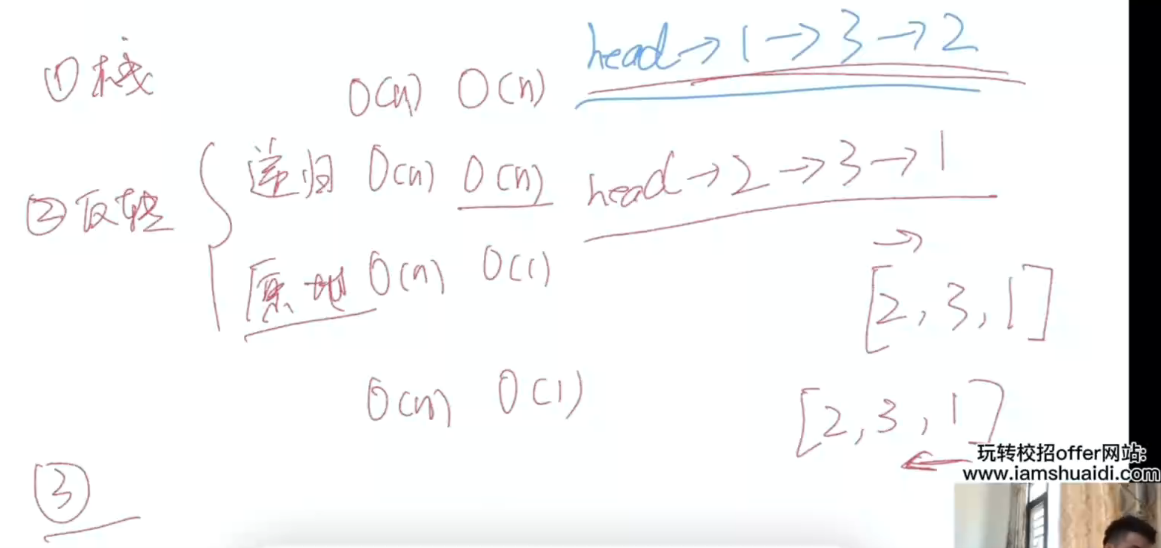 head→1→3→2
①栈 O(n) O(n)
②反转
递归 O(n) O(n)
head→2→3→1
原地 O(n) O(1)
→
[2,3,1]
O(n) O(1)
[2,3,1]
←
③
玩转校招offer网站:
www.iamshuaidi.com